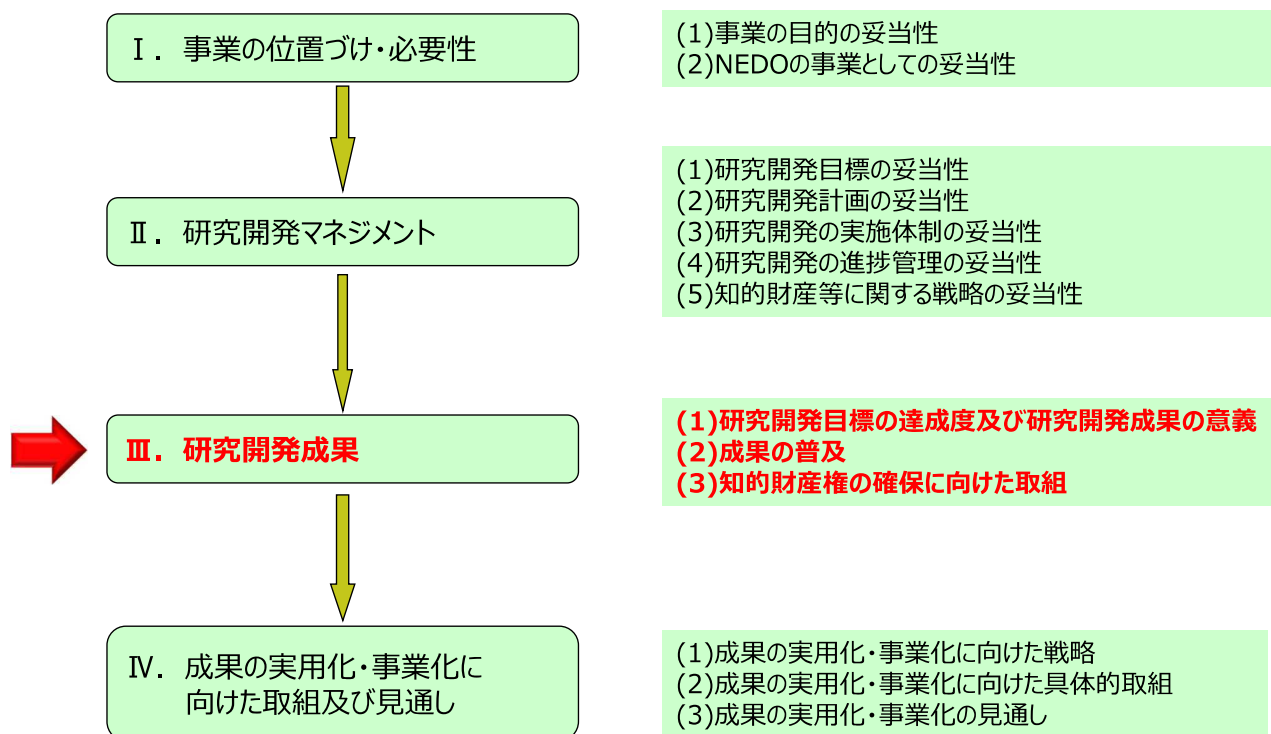 Ⅰ．事業の位置づけ・必要性
(1)事業の目的の妥当性
(2)NEDOの事業としての妥当性
Ⅱ．研究開発マネジメント
(1)研究開発目標の妥当性
(2)研究開発計画の妥当性
(3)研究開発の実施体制の妥当性
(4)研究開発の進捗管理の妥当性
(5)知的財産等に関する戦略の妥当性
Ⅲ．研究開発成果
(1)研究開発目標の達成度及び研究開発成果の意義
(2)成果の普及
(3)知的財産権の確保に向けた取組
Ⅳ．成果の実用化・事業化に
向けた取組及び見通し
(1)成果の実用化・事業化に向けた戦略
(2)成果の実用化・事業化に向けた具体的取組
(3)成果の実用化・事業化の見通し